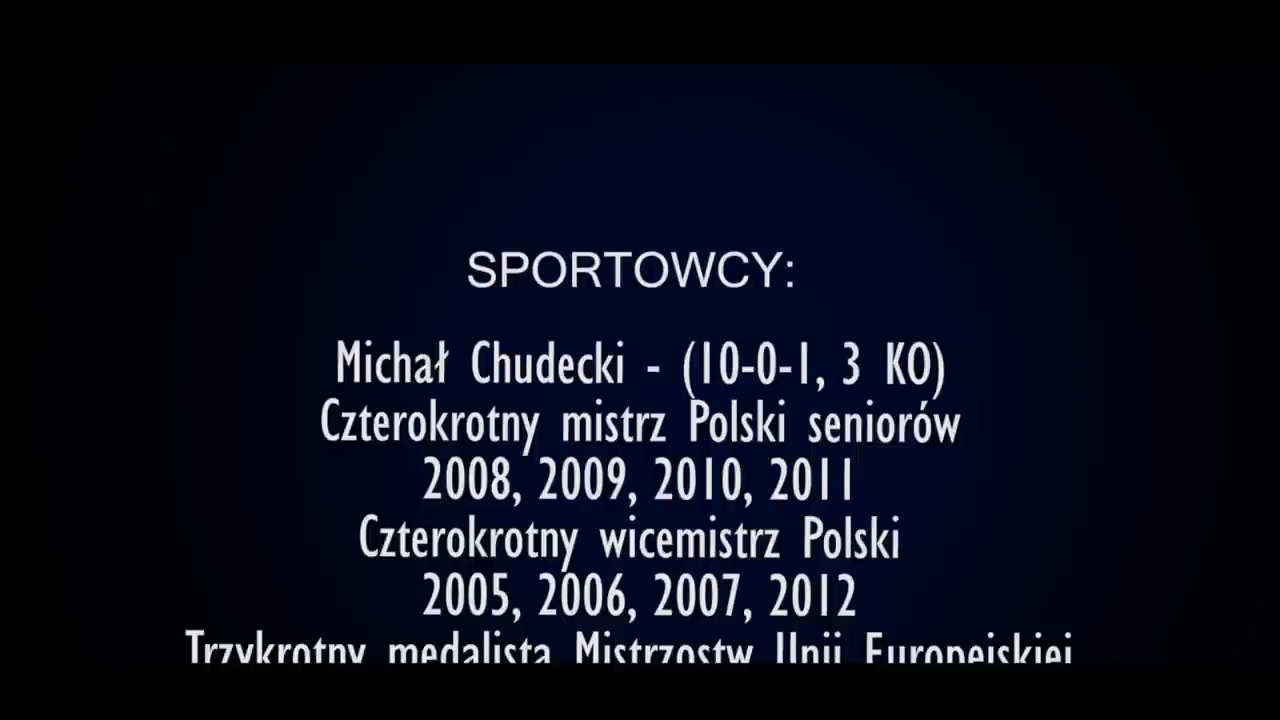 SPORTOWCY:
Michał Chudecki - (10-0-1, 3 KO)
Czterokrotny mistrz Polski seniorów
2008, 2009, 2010, 2011
Czterokrotny wicemistrz Polski
2005, 2006, 2007, 2012
Trzykrotny medalista Mistrzostw Unii Europejskiej